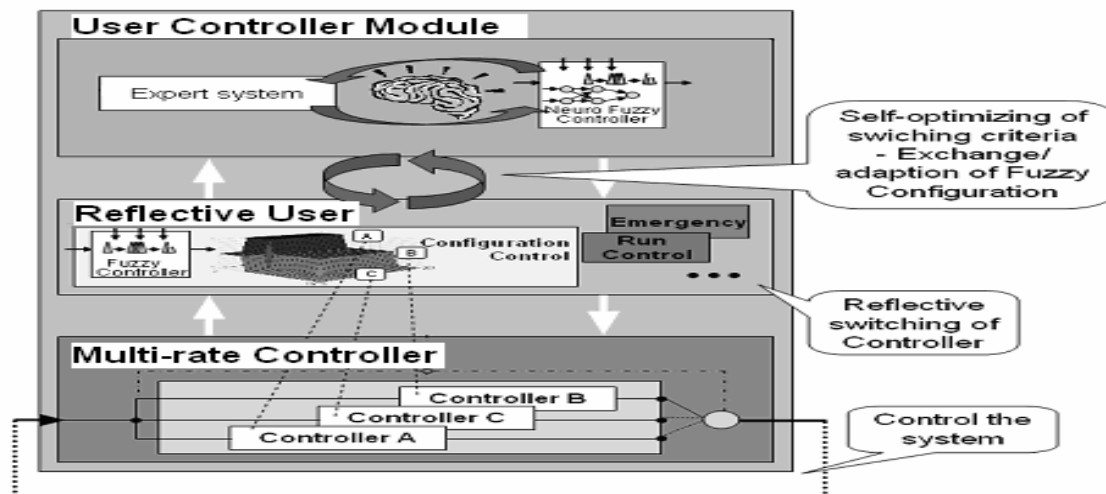 User Controller Module
Expert system
Neuro Fuzzy
Controller
Self-optimizing of
swiching criteria
- Exchange/
adaption of Fuzzy
Configuration
Reflective User
Emergency
Run
Control
Fuzzy
Controller
A
B
C
Configuration
Control
Reflective
switching of
Controller
Multi-rate Controller
Controller B
Controller C
Controller A
Control the
system